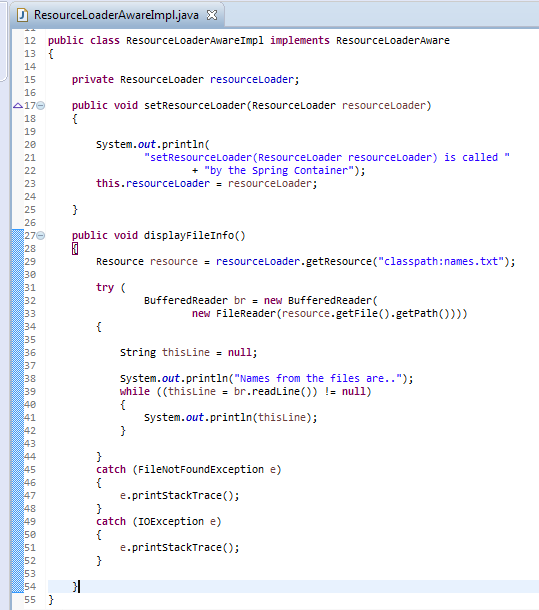 ResourceLoaderAwareImpl.java
12 public class ResourceLoaderAwareImpl implements ResourceLoaderAware
13 {
14
15     private ResourceLoader resourceLoader;
16
17     public void setResourceLoader(ResourceLoader resourceLoader)
18     {
19
20         System.out.println(
21                 "setResourceLoader(ResourceLoader resourceLoader) is called "
22                         + "by the Spring Container");
23         this.resourceLoader = resourceLoader;
24
25     }
26
27     public void displayFileInfo()
28     {
29         Resource resource = resourceLoader.getResource("classpath:names.txt");
30
31         try (
32                 BufferedReader br = new BufferedReader(
33                         new FileReader(resource.getFile().getPath())))
34         {
35
36             String thisLine = null;
37
38             System.out.println("Names from the files are..");
39             while ((thisLine = br.readLine()) != null)
40             {
41                 System.out.println(thisLine);
42             }
43
44         }
45         catch (FileNotFoundException e)
46         {
47             e.printStackTrace();
48         }
49         catch (IOException e)
50         {
51             e.printStackTrace();
52         }
53
54     }
55 }